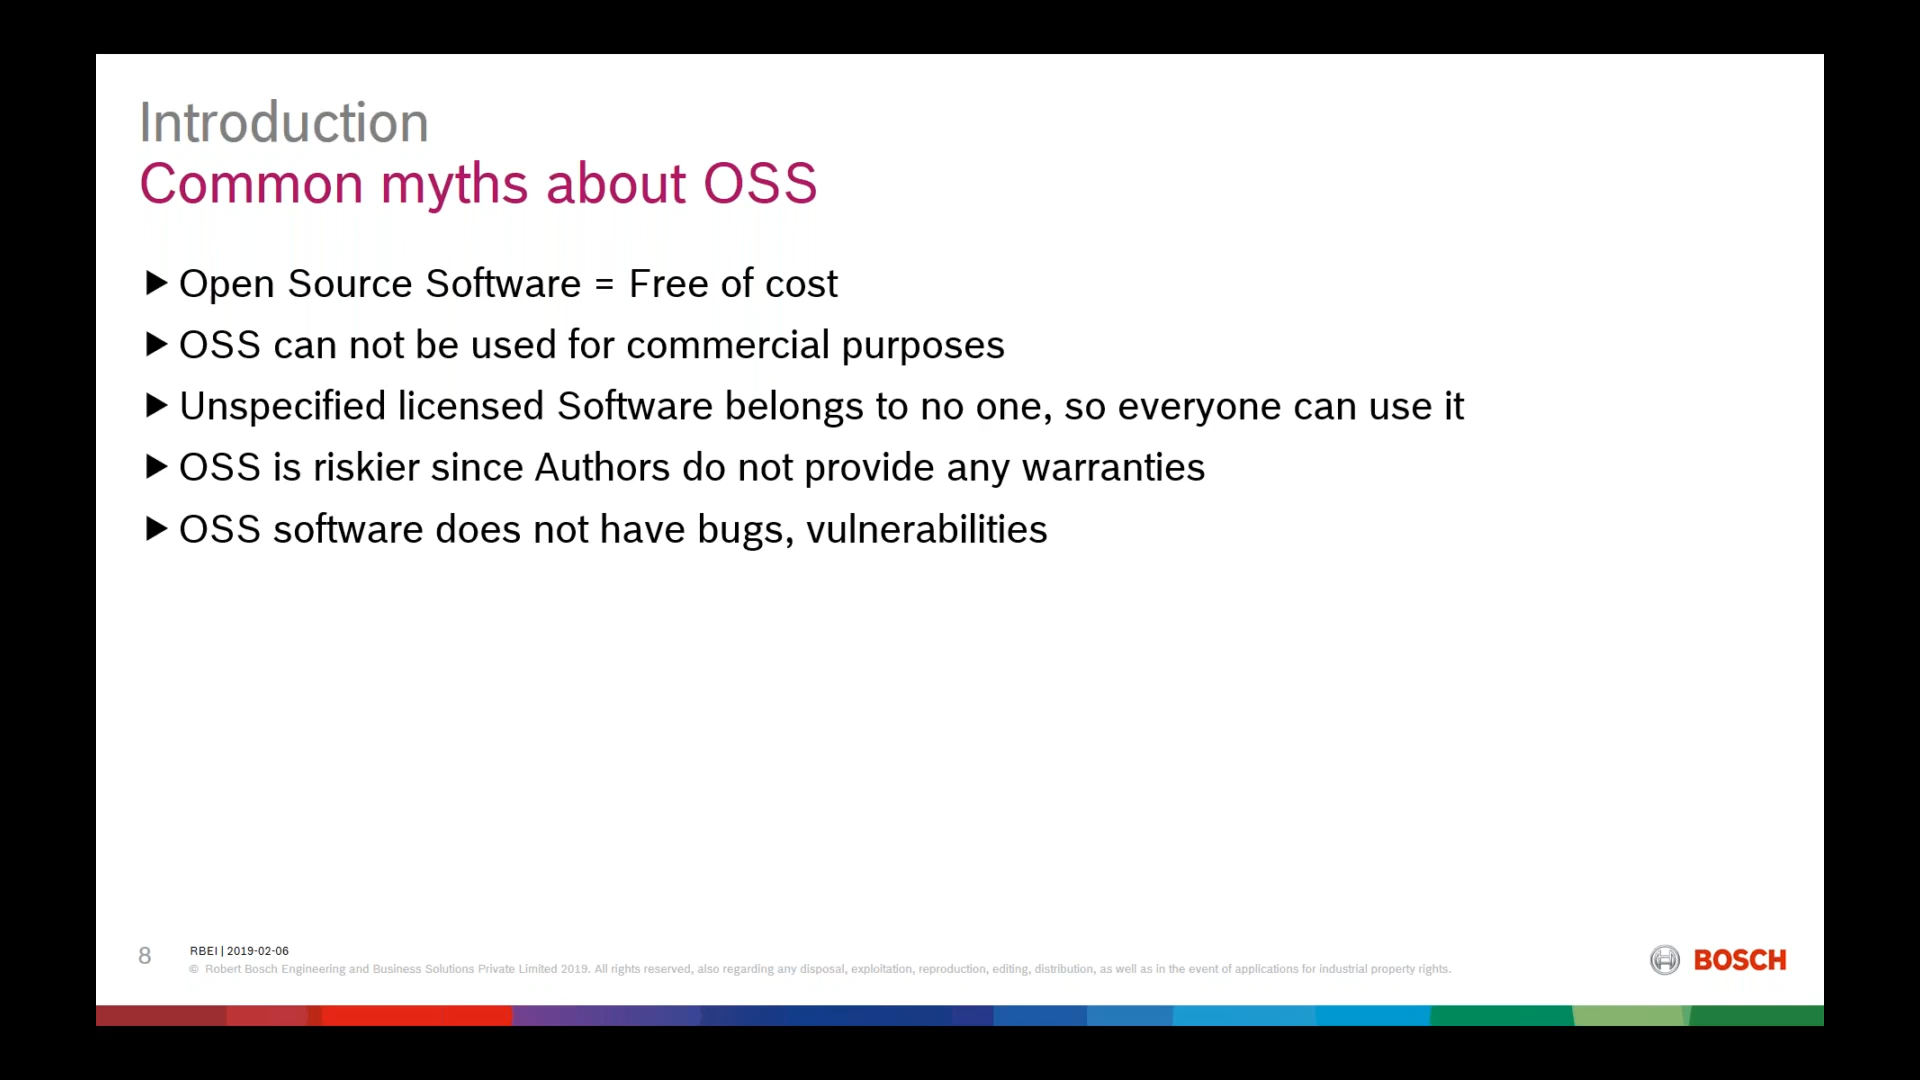 Introduction
Common myths about OSS
▶ Open Source Software = Free of cost
▶ OSS can not be used for commercial purposes
▶ Unspecified licensed Software belongs to no one, so everyone can use it
▶ OSS is riskier since Authors do not provide any warranties
▶ OSS software does not have bugs, vulnerabilities
8
RBEI | 2019-02-06
© Robert Bosch Engineering and Business Solutions Private Limited 2019. All rights reserved, also regarding any disposal, exploitation, reproduction, editing, distribution, as well as in the event of applications for industrial property rights.
BOSCH